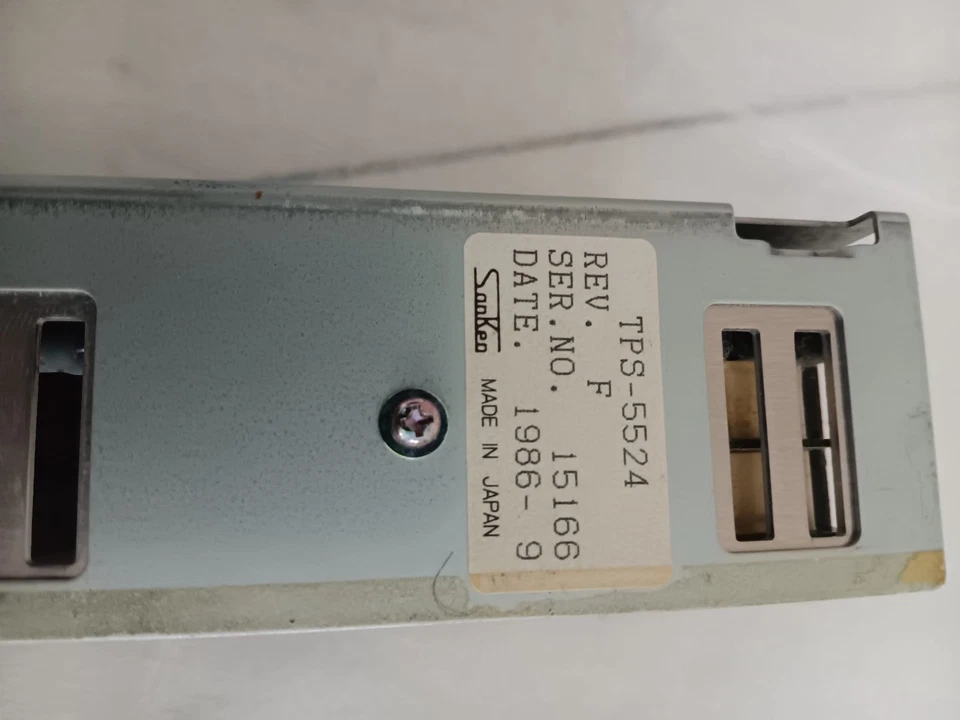 TPS-5524
REV. F
SER.NO. 15166
DATE. 1986- 9
SanKen MADE IN JAPAN